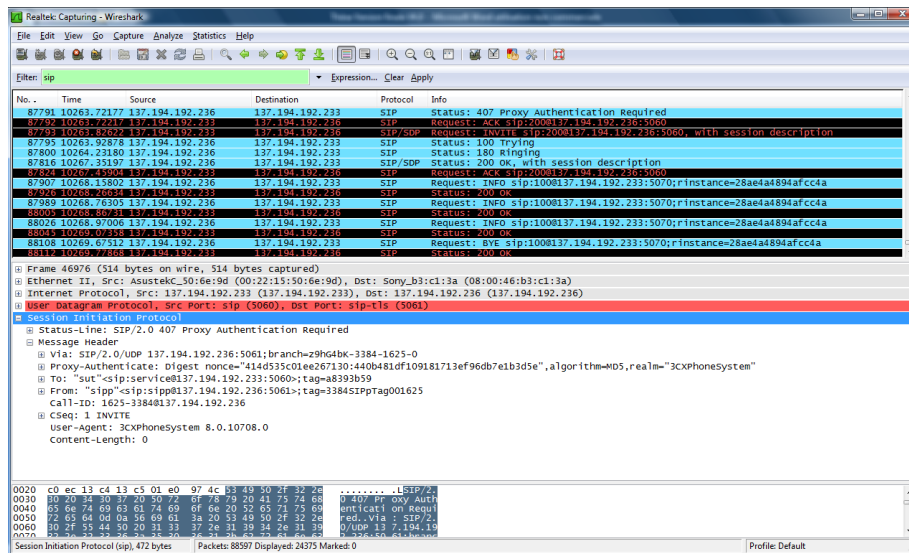 Realtek: Capturing - Wireshark
File Edit View Go Capture Analyze Statistics Help
Filter: sip Expression... Clear Apply
No. . Time Source Destination Protocol Info
87791 10263.72177 137.194.192.236 137.194.192.233 SIP Status: 407 Proxy Authentication Required
87792 10263.72217 137.194.192.233 137.194.192.236 SIP Request: ACK sip:200@137.194.192.236:5060
87793 10263.82622 137.194.192.233 137.194.192.236 SIP/SDP Request: INVITE sip:200@137.194.192.236:5060, with session description
87795 10263.92878 137.194.192.236 137.194.192.233 SIP Status: 100 Trying
87800 10264.23180 137.194.192.236 137.194.192.233 SIP Status: 180 Ringing
87816 10267.35197 137.194.192.236 137.194.192.233 SIP/SDP Status: 200 OK, with session description
87824 10267.45904 137.194.192.233 137.194.192.236 SIP Request: ACK sip:200@137.194.192.236:5060
87907 10268.15802 137.194.192.236 137.194.192.233 SIP Request: INFO sip:100@137.194.192.233:5070;rinstance=28ae4a4894afcc4a
87926 10268.26634 137.194.192.233 137.194.192.236 SIP Status: 200 OK
87989 10268.76305 137.194.192.236 137.194.192.233 SIP Request: INFO sip:100@137.194.192.233:5070;rinstance=28ae4a4894afcc4a
88005 10268.86731 137.194.192.233 137.194.192.236 SIP Status: 200 OK
88026 10268.97006 137.194.192.236 137.194.192.233 SIP Request: INFO sip:100@137.194.192.233:5070;rinstance=28ae4a4894afcc4a
88045 10269.07358 137.194.192.233 137.194.192.236 SIP Status: 200 OK
88108 10269.67512 137.194.192.236 137.194.192.233 SIP Request: BYE sip:100@137.194.192.233:5070;rinstance=28ae4a4894afcc4a
88112 10269.77868 137.194.192.233 137.194.192.236 SIP Status: 200 OK
Frame 46976 (514 bytes on wire, 514 bytes captured)
Ethernet II, Src: AsustekC_50:6e:9d (00:22:15:50:6e:9d), Dst: Sony_b3:c1:3a (08:00:46:b3:c1:3a)
Internet Protocol, Src: 137.194.192.233 (137.194.192.233), Dst: 137.194.192.236 (137.194.192.236)
User Datagram Protocol, Src Port: sip (5060), Dst Port: sip-tls (5061)
Session Initiation Protocol
Status-Line: SIP/2.0 407 Proxy Authentication Required
Message Header
Via: SIP/2.0/UDP 137.194.192.236:5061;branch=z9hG4bK-3384-1625-0
Proxy-Authenticate: Digest nonce="414d535c01ee267130:440b481df109181713ef96db7e1b3d5e",algorithm=MD5,realm="3CXPhoneSystem"
To: "sut"<sip:service@137.194.192.233:5060>;tag=a8393b59
From: "sipp"<sip:sipp@137.194.192.236:5061>;tag=3384SIPpTag001625
Call-ID: 1625-3384@137.194.192.236
CSeq: 1 INVITE
User-Agent: 3CXPhoneSystem 8.0.10708.0
Content-Length: 0
0020 c0 ec 13 c4 13 c5 01 e0 97 4c 53 49 50 2f 32 2e ........ .LSIP/2.
0030 30 20 34 30 37 20 50 72 6f 78 79 20 41 75 74 68 0 407 Pr oxy Auth
0040 65 6e 74 69 63 61 74 69 6f 6e 20 52 65 71 75 69 enticati on Requi
0050 72 65 64 0d 0a 56 69 61 3a 20 53 49 50 2f 32 2e red..Via : SIP/2.
0060 30 2f 55 44 50 20 31 33 37 2e 31 39 34 2e 31 39 0/UDP 13 7.194.19
Session Initiation Protocol (sip), 472 bytes Packets: 88597 Displayed: 24375 Marked: 0 Profile: Default